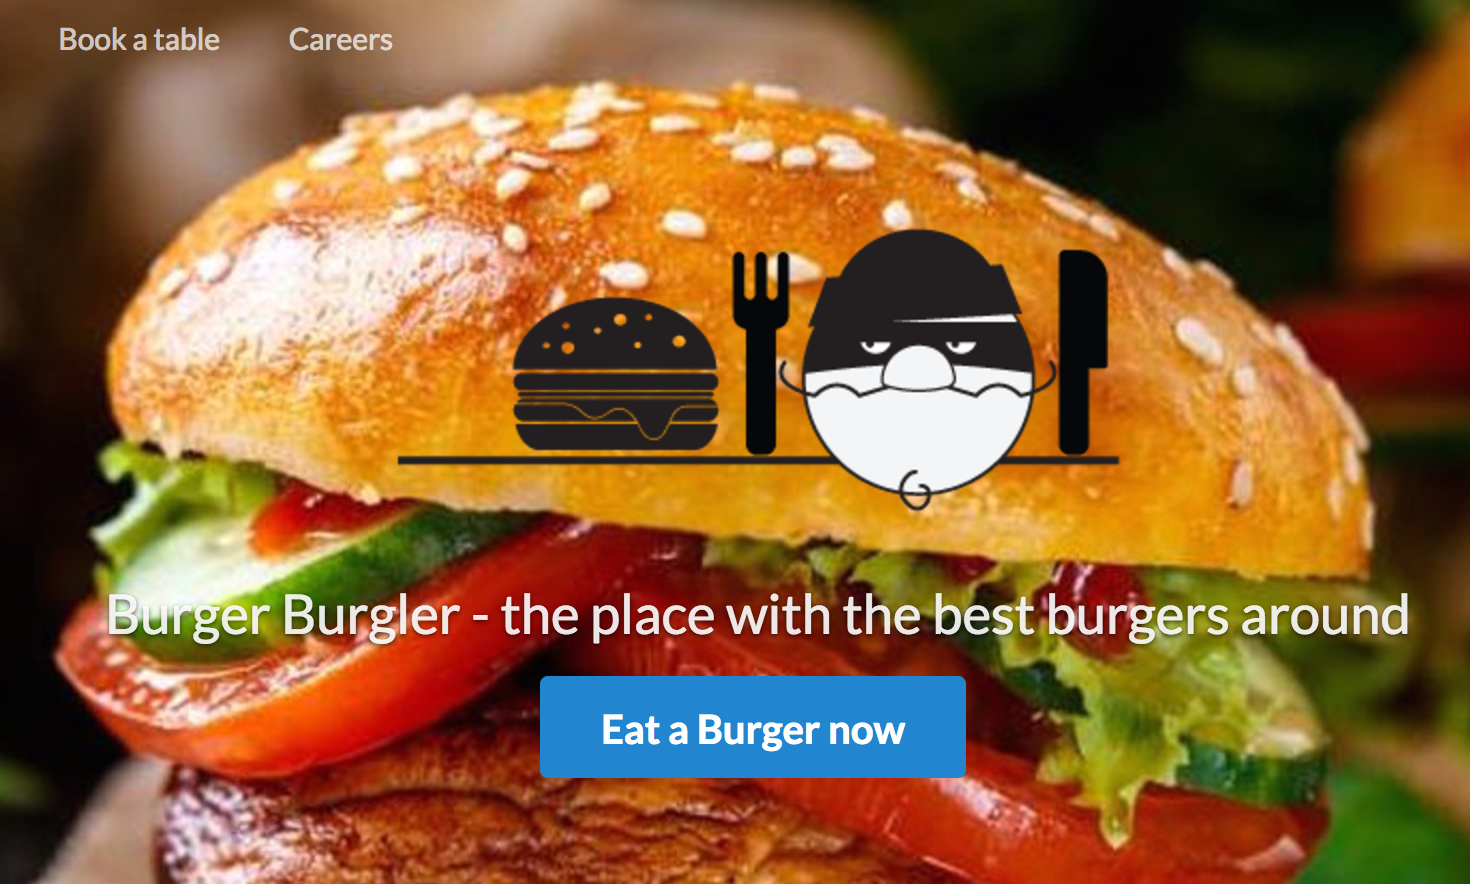 Book a table Careers
Burger Burgler - the place with the best burgers around
Eat a Burger now